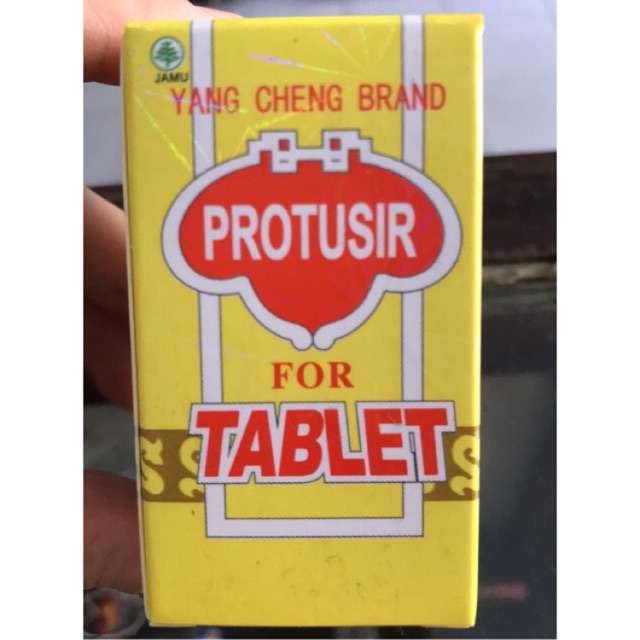 JAMU
YANG CHENG BRAND
PROTUSIR
FOR
TABLET